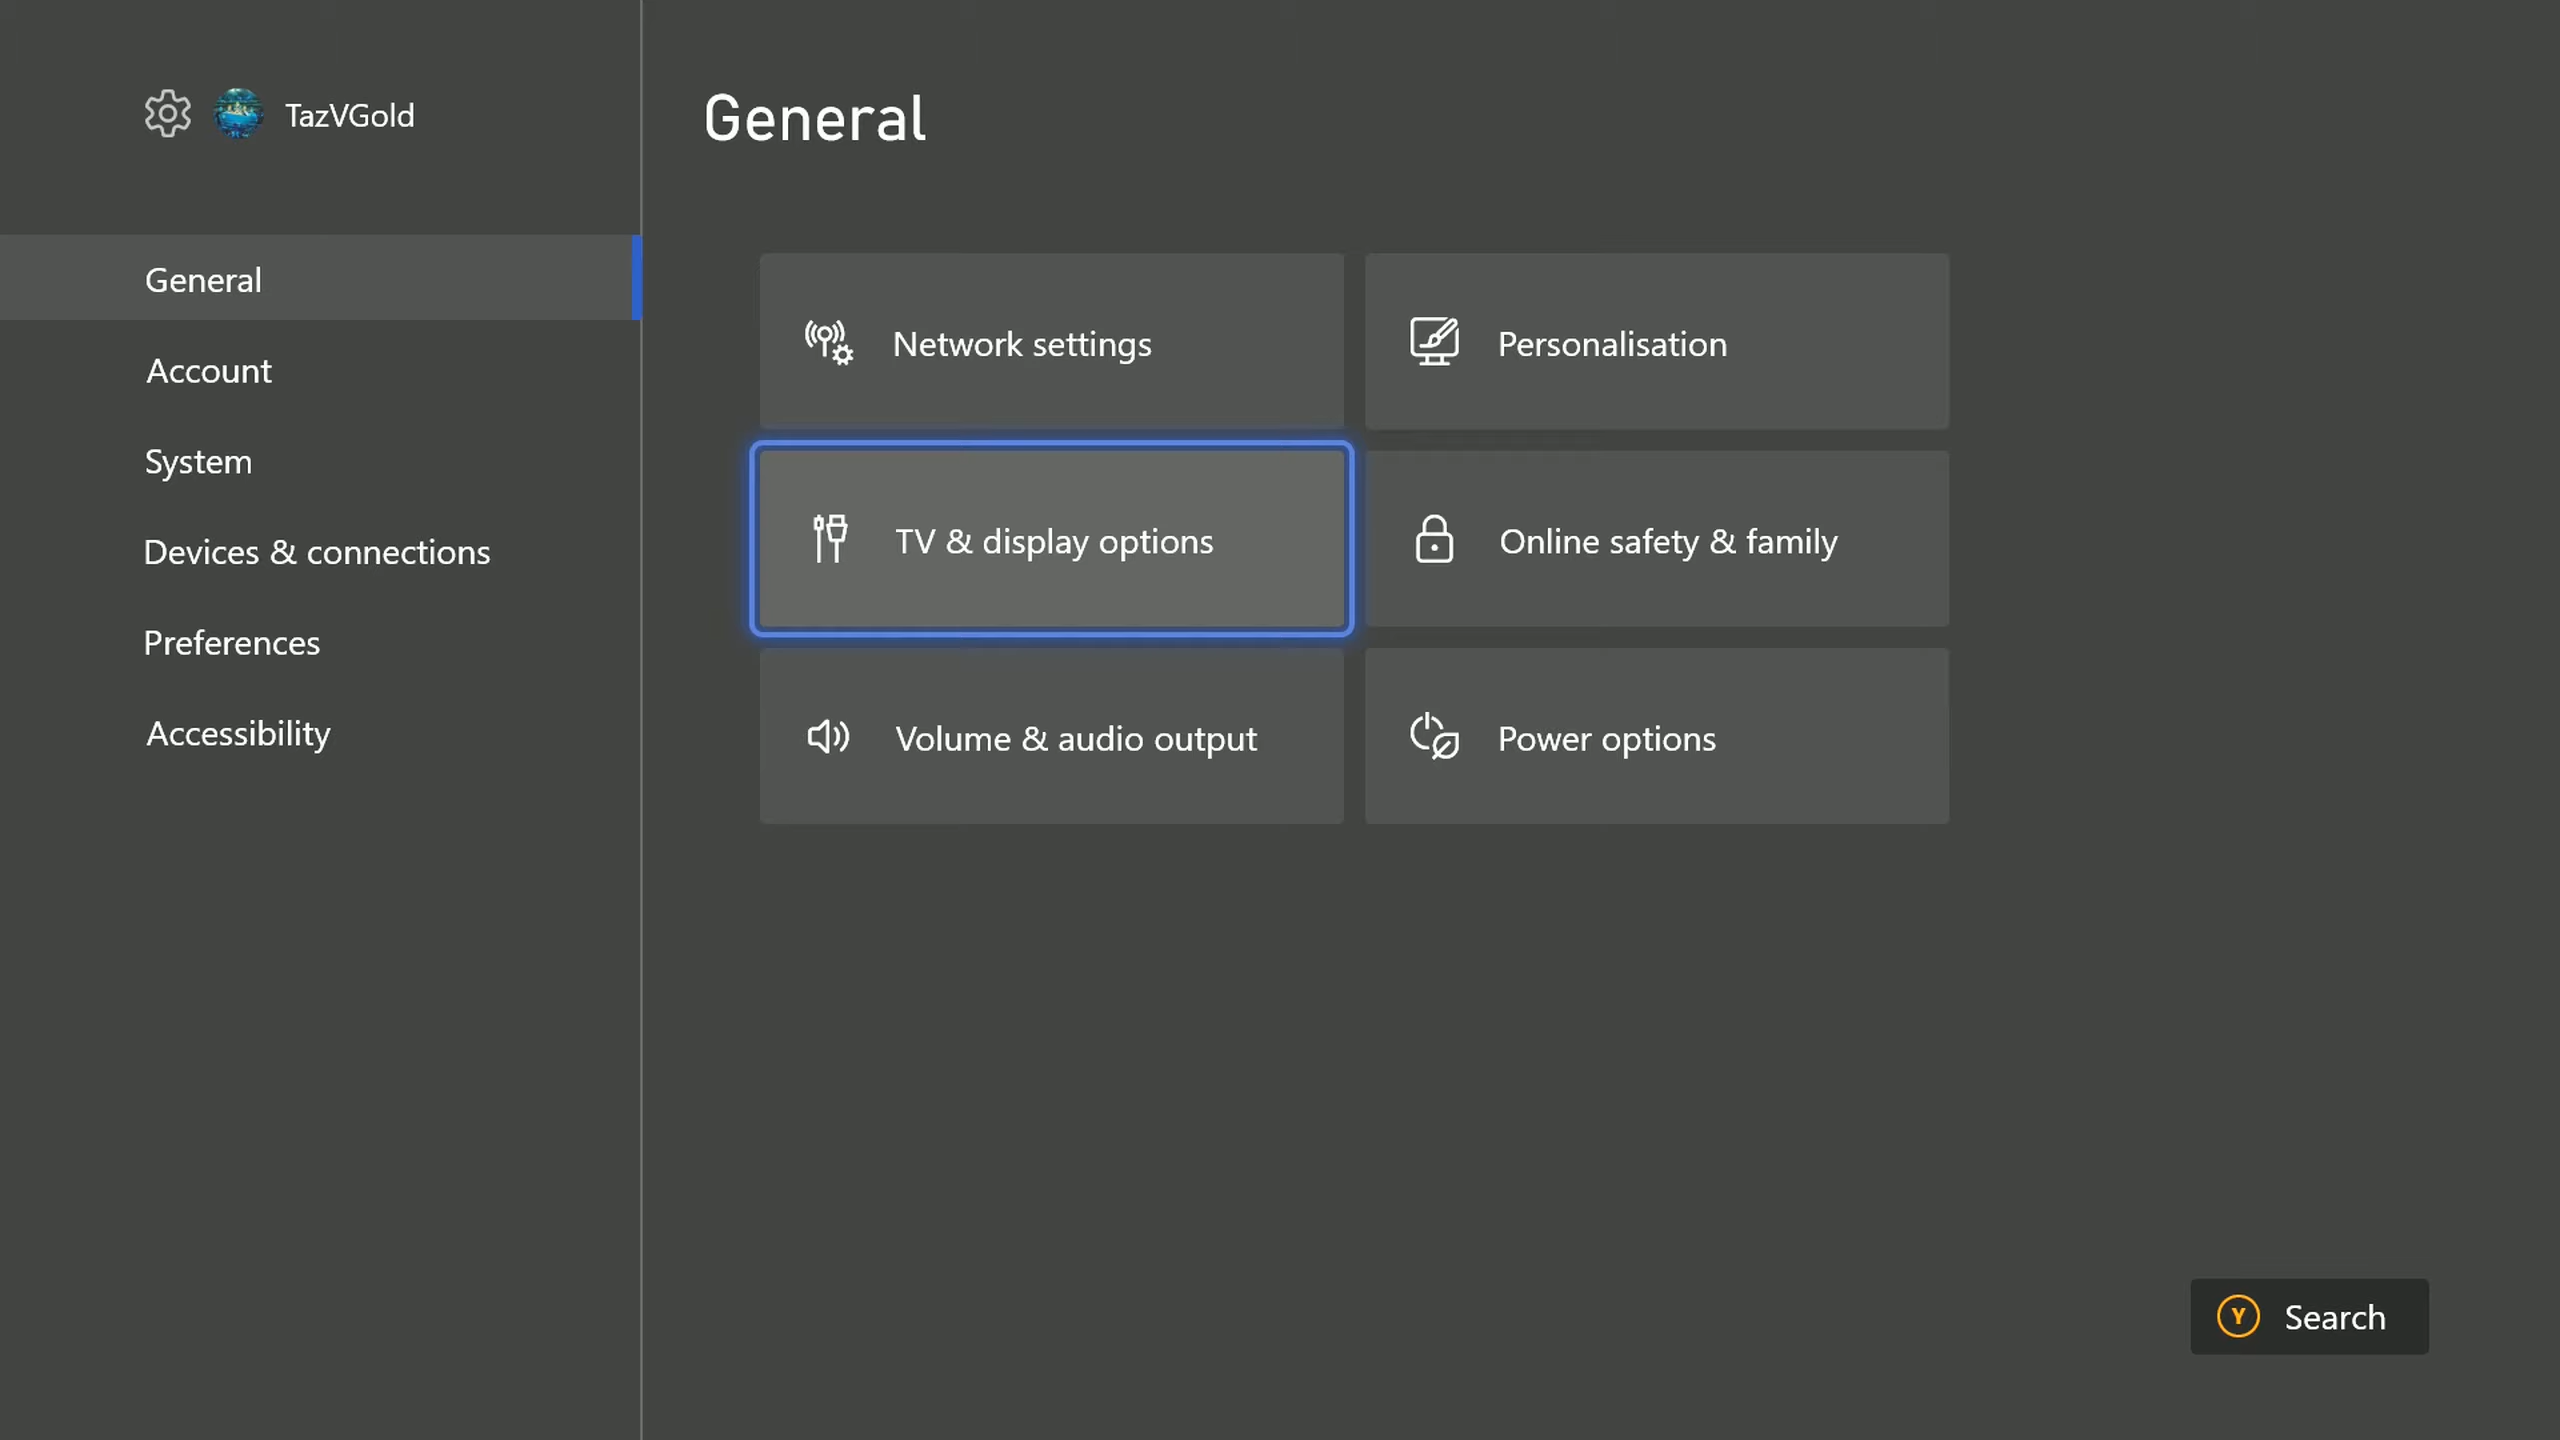 TazVGold
General
Account
System
Devices & connections
Preferences
Accessibility
General
Network settings
Personalisation
TV & display options
Online safety & family
Volume & audio output
Power options
Y Search